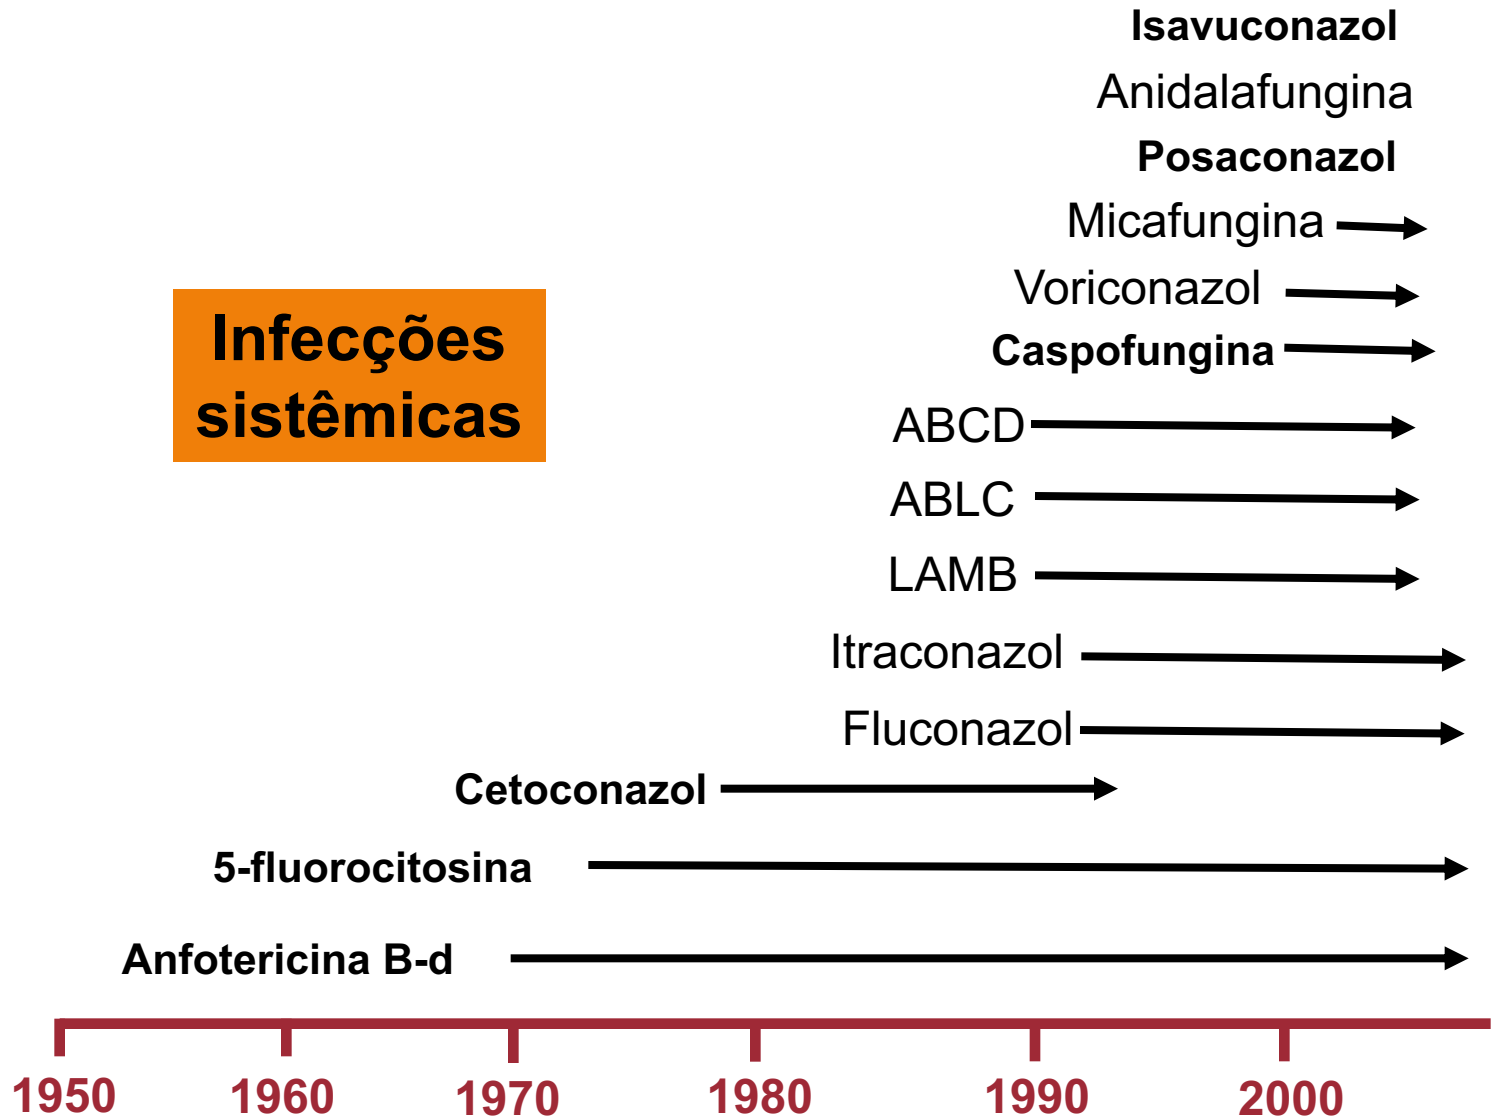 Isavuconazol
Anidalafungina
Posaconazol
Micafungina
Voriconazol
Caspofungina
Infecções
sistêmicas
ABCD
ABLC
LAMB
Itraconazol
Fluconazol
Cetoconazol
5-fluorocitosina
Anfotericina B-d
1950 1960 1970 1980 1990 2000